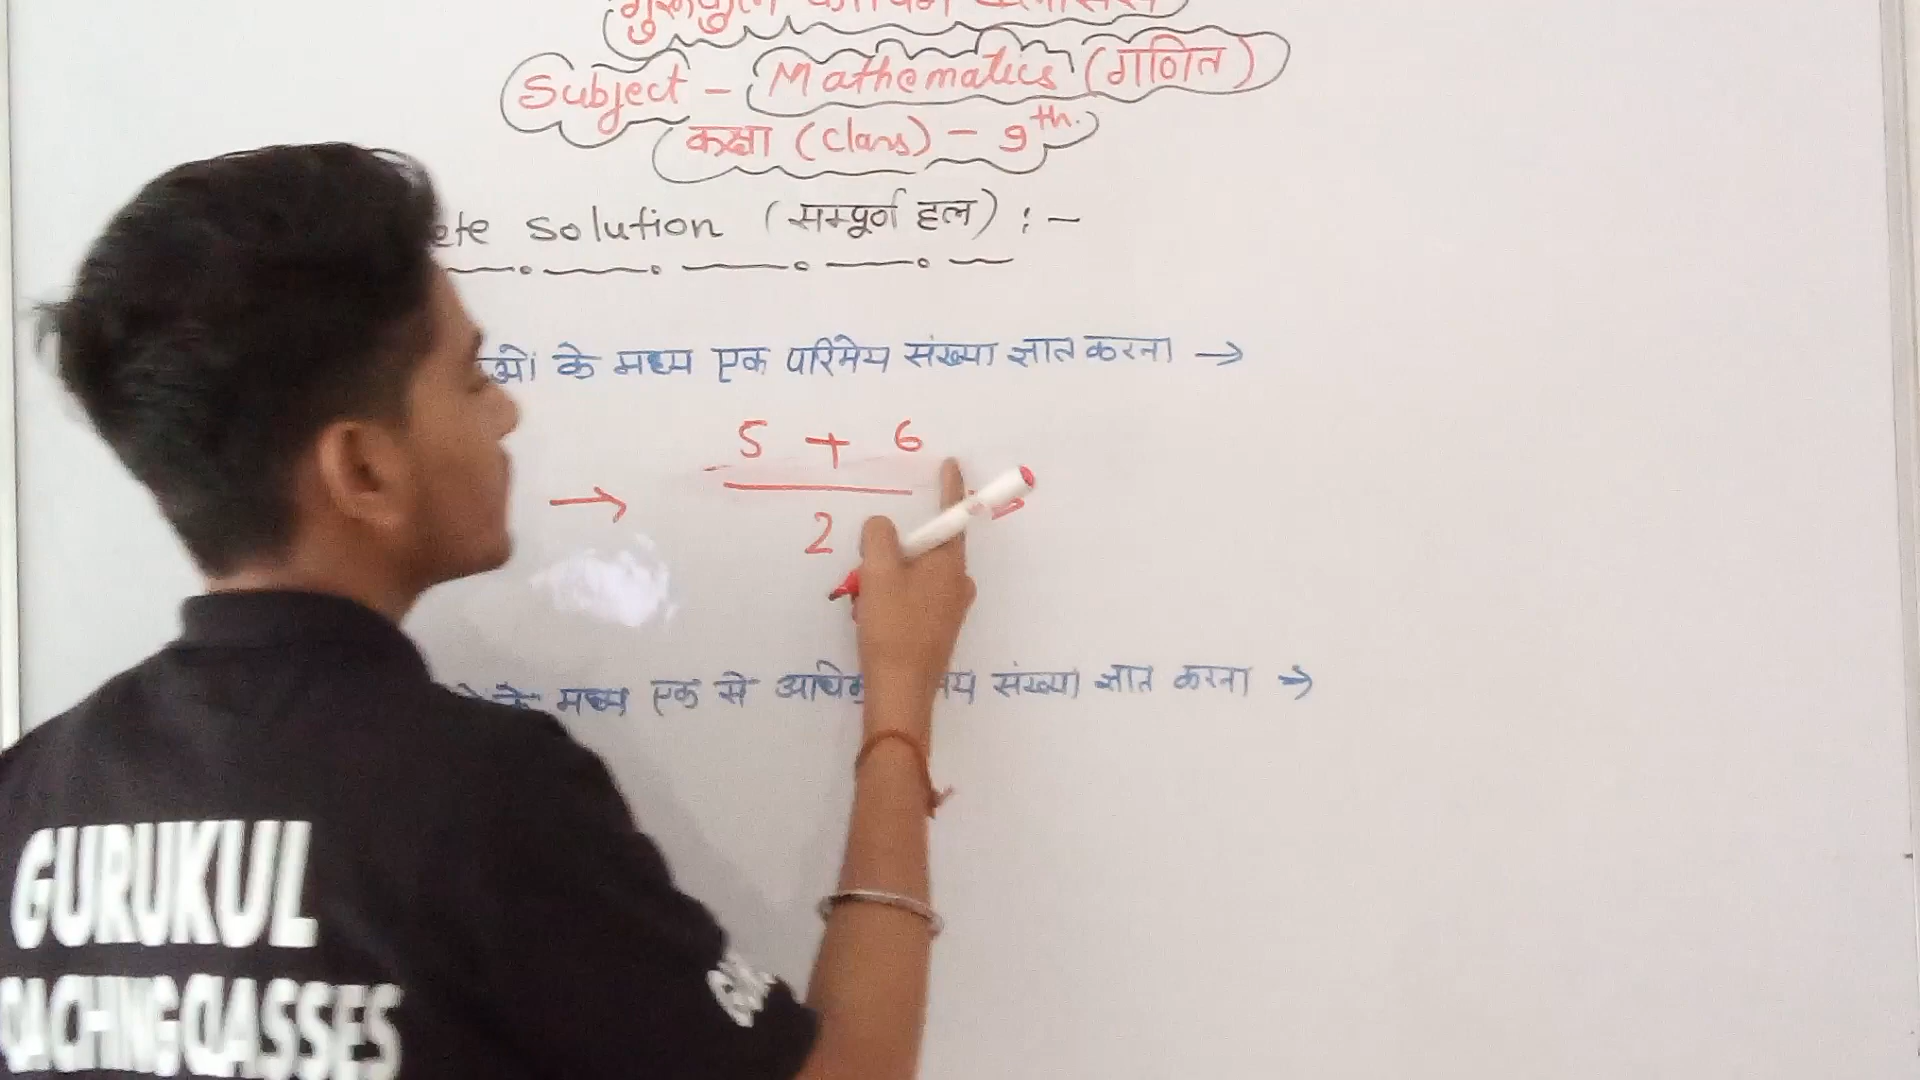 Subject - Mathematics (गणित)
कक्षा (Class) - 9th.
ete Solution (सम्पूर्ण हल) : -
ओं के मध्य एक परिमेय संख्या ज्ञात करना →
→ 5 + 6
2
के मध्य एक से अधिक संख्या ज्ञात करना →
GURUKUL
COACHING CLASSES